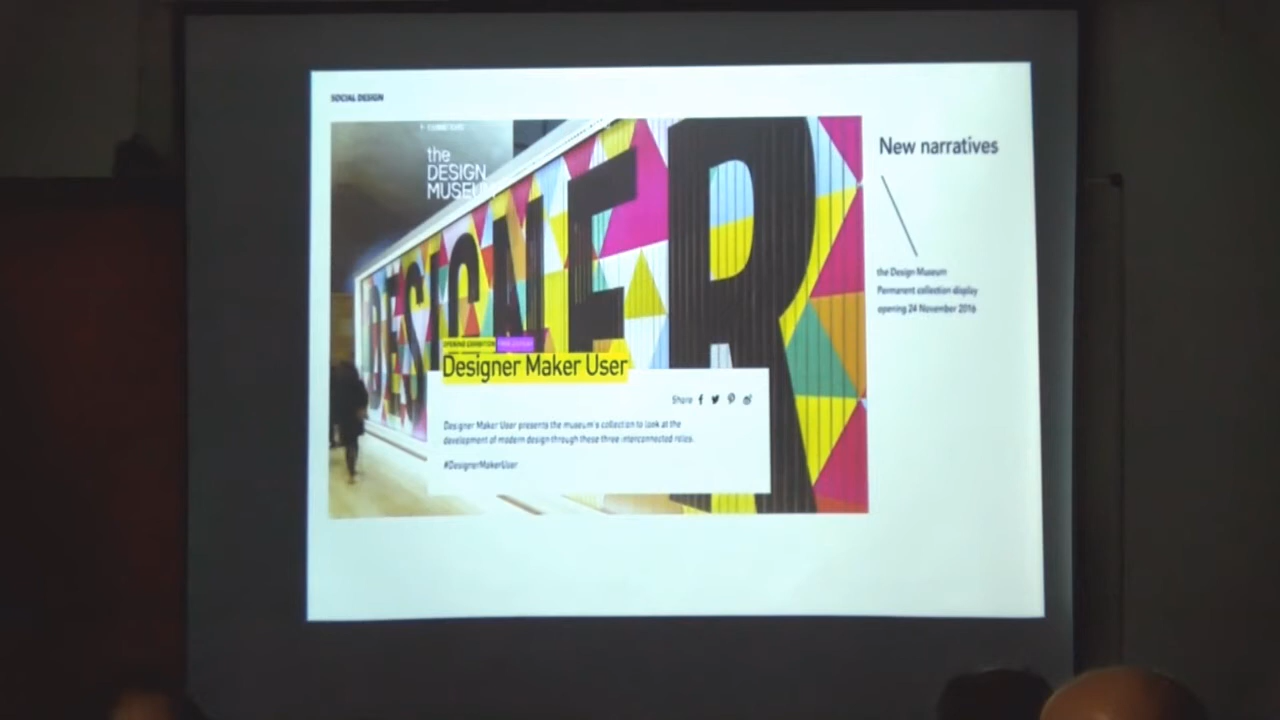 SOCIAL DESIGN
the
DESIGN
MUSEUM
DESIGNER
OPENING EXHIBITION
Designer Maker User
Share
Designer Maker User presents the museum's collection to look at the
development of modern design through these three interconnected roles.
#DesignerMakerUser
New narratives
the Design Museum
Permanent collection display
opening 24 November 2016